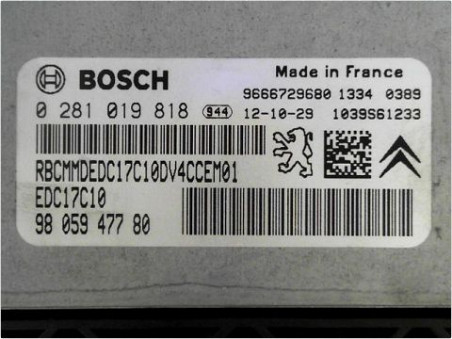 BOSCH
Made in France
9666729680 1334 0389
0 281 019 818 944 12-10-29 1039S61233
RBCMMDEDC17C10DV4CCEM01
EDC17C10
98 059 477 80